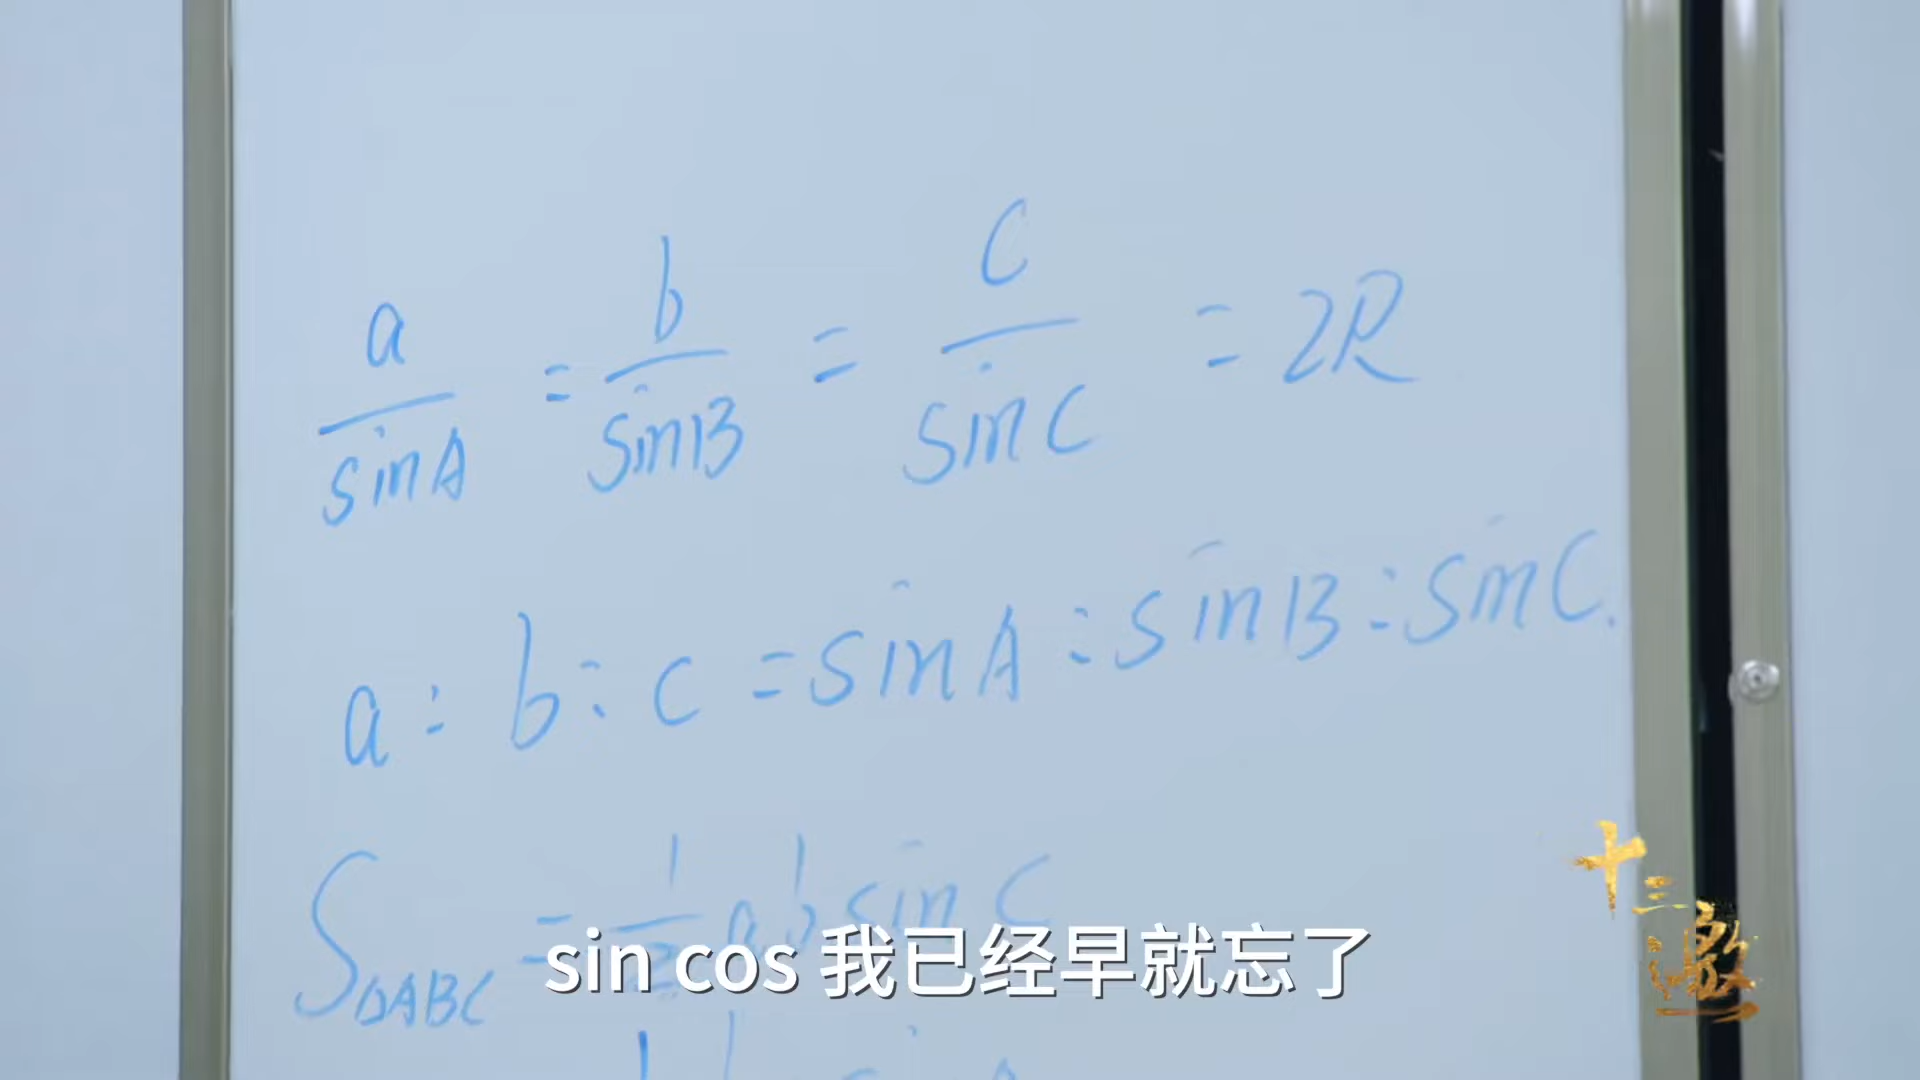 a/sinA = b/sinB = c/sinC = 2R
a : b : c = sinA : sinB : sinC.
S△ABC = 1/2 ab sin C
sin cos 我已经早就忘了
十三邀